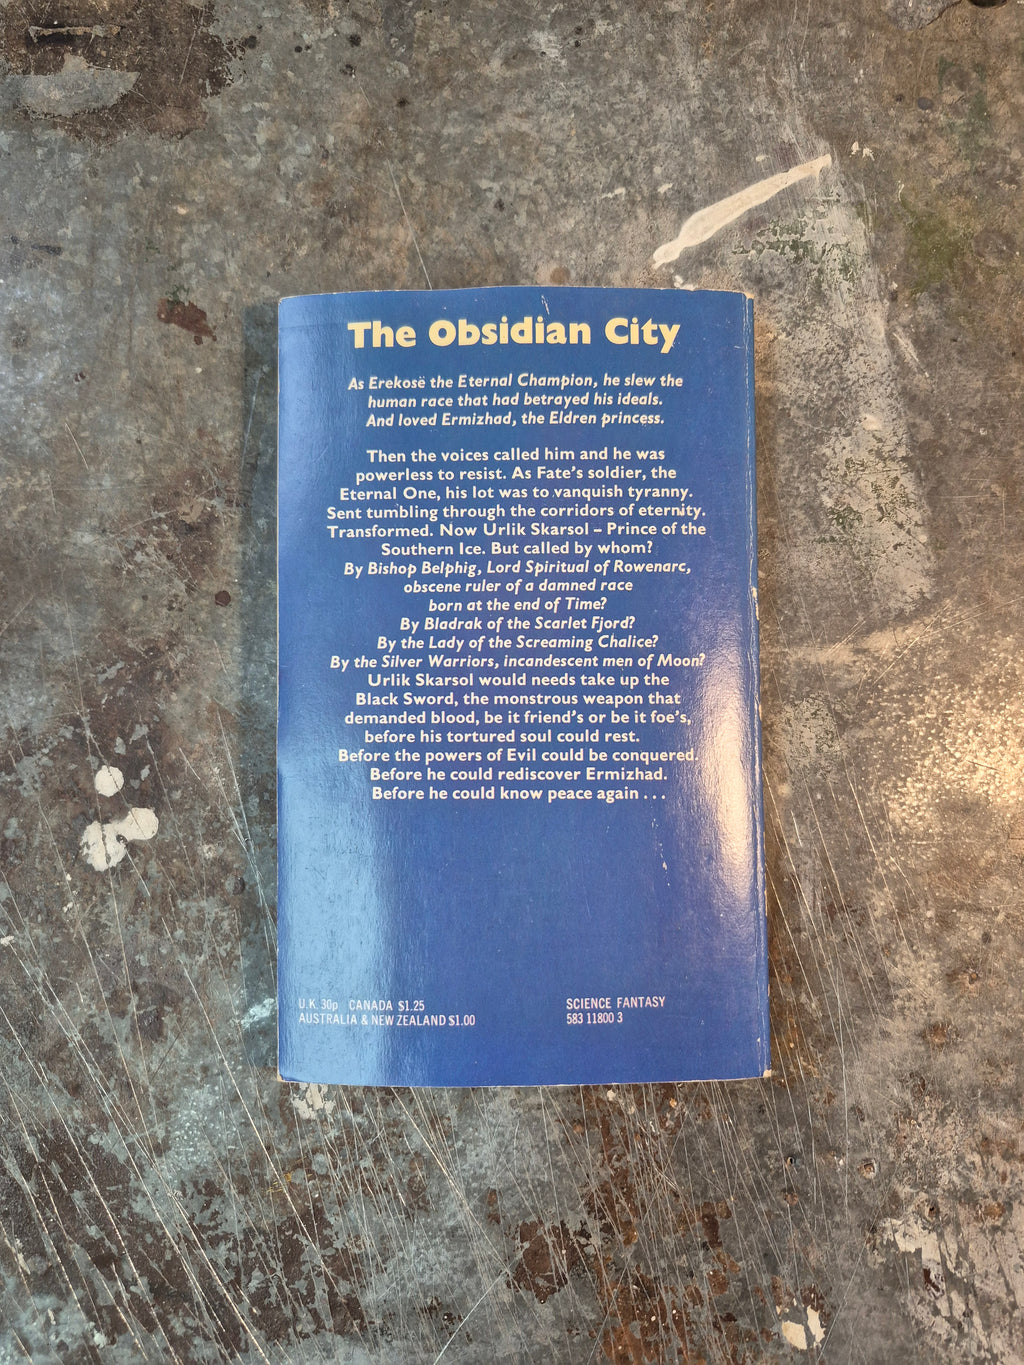 The Obsidian City
As Erekosë the Eternal Champion, he slew the
human race that had betrayed his ideals.
And loved Ermizhad, the Eldren princess.
Then the voices called him and he was
powerless to resist. As Fate's soldier, the
Eternal One, his lot was to vanquish tyranny.
Sent tumbling through the corridors of eternity.
Transformed. Now Urlik Skarsol – Prince of the
Southern Ice. But called by whom?
By Bishop Belphig, Lord Spiritual of Rowenarc,
obscene ruler of a damned race
born at the end of Time?
By Bladrak of the Scarlet Fjord?
By the Lady of the Screaming Chalice?
By the Silver Warriors, incandescent men of Moon?
Urlik Skarsol would needs take up the
Black Sword, the monstrous weapon that
demanded blood, be it friend's or be it foe's,
before his tortured soul could rest.
Before the powers of Evil could be conquered.
Before he could rediscover Ermizhad.
Before he could know peace again . . .
U.K. 30p CANADA $1.25
AUSTRALIA & NEW ZEALAND $1.00
SCIENCE FANTASY
583 11800 3